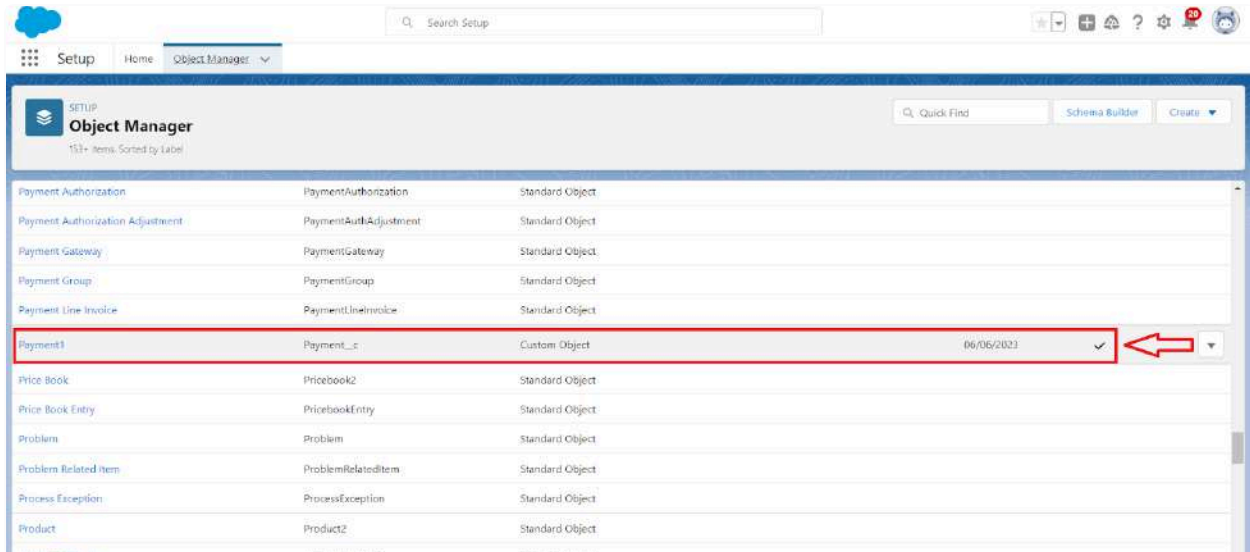 Search Setup
20
Setup Home Object Manager
SETUP
Object Manager
153+ Items, Sorted by Label
Quick Find Schema Builder Create
Payment Authorization PaymentAuthorization Standard Object
Payment Authorization Adjustment PaymentAuthAdjustment Standard Object
Payment Gateway PaymentGateway Standard Object
Payment Group PaymentGroup Standard Object
Payment Line Invoice PaymentLineInvoice Standard Object
Payment1 Payment__c Custom Object 06/06/2023
Price Book Pricebook2 Standard Object
Price Book Entry PricebookEntry Standard Object
Problem Problem Standard Object
Problem Related Item ProblemRelatedItem Standard Object
Process Exception ProcessException Standard Object
Product Product2 Standard Object